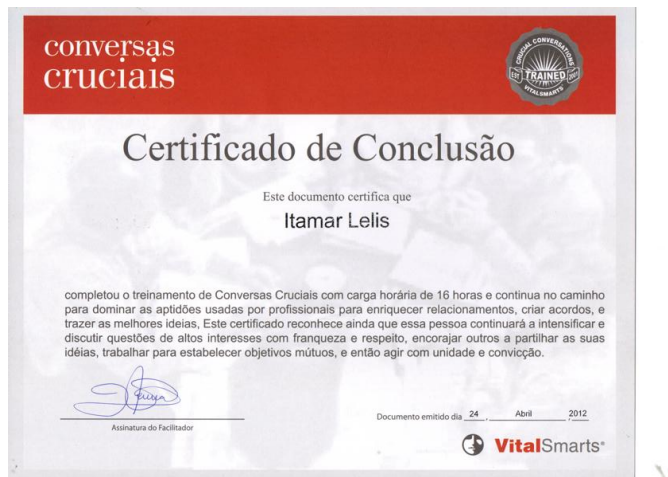 conversas
cruciais
CRUCIAL CONVERSATIONS
EST TRAINED 2001
VITALSMARTS
Certificado de Conclusão
Este documento certifica que
Itamar Lelis
completou o treinamento de Conversas Cruciais com carga horária de 16 horas e continua no caminho
para dominar as aptidões usadas por profissionais para enriquecer relacionamentos, criar acordos, e
trazer as melhores ideias, Este certificado reconhece ainda que essa pessoa continuará a intensificar e
discutir questões de altos interesses com franqueza e respeito, encorajar outros a partilhar as suas
idéias, trabalhar para estabelecer objetivos mútuos, e então agir com unidade e convicção.
Assinatura do Facilitador
Documento emitido dia 24, Abril, 2012
VitalSmarts®